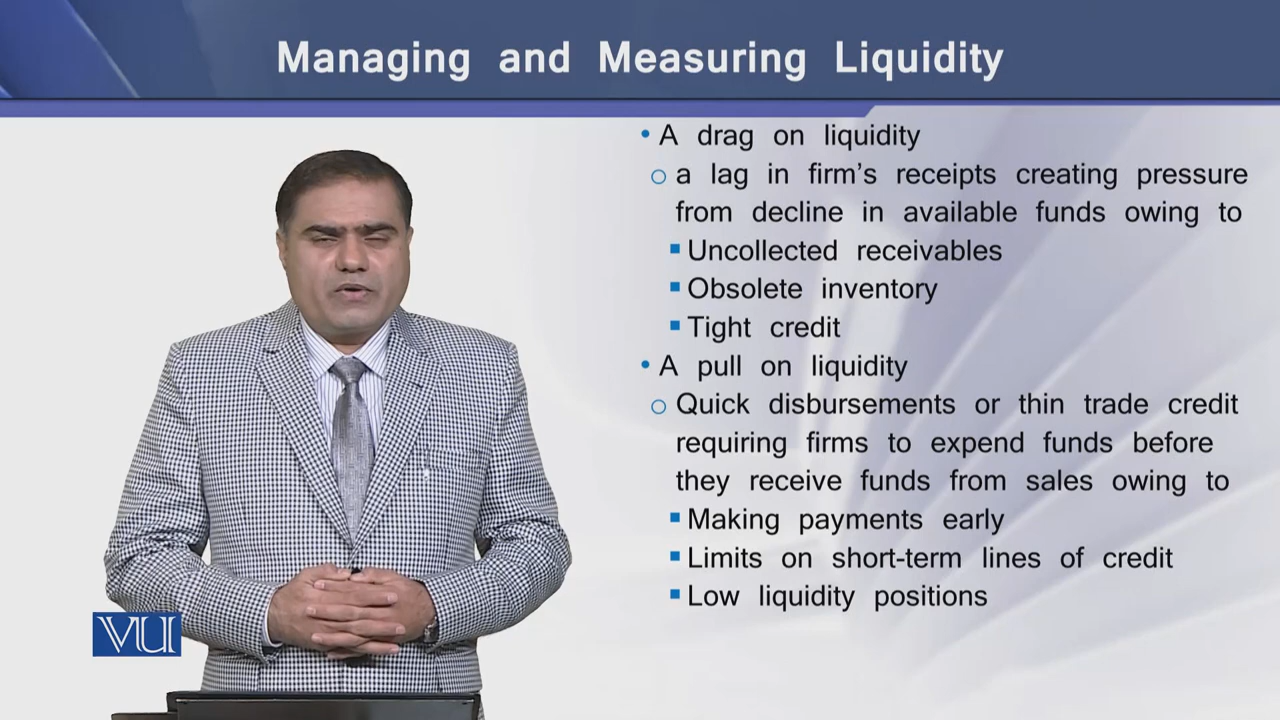 Managing and Measuring Liquidity
• A drag on liquidity
o a lag in firm's receipts creating pressure
from decline in available funds owing to
▪ Uncollected receivables
▪ Obsolete inventory
▪ Tight credit
• A pull on liquidity
o Quick disbursements or thin trade credit
requiring firms to expend funds before
they receive funds from sales owing to
▪ Making payments early
▪ Limits on short-term lines of credit
▪ Low liquidity positions
VU